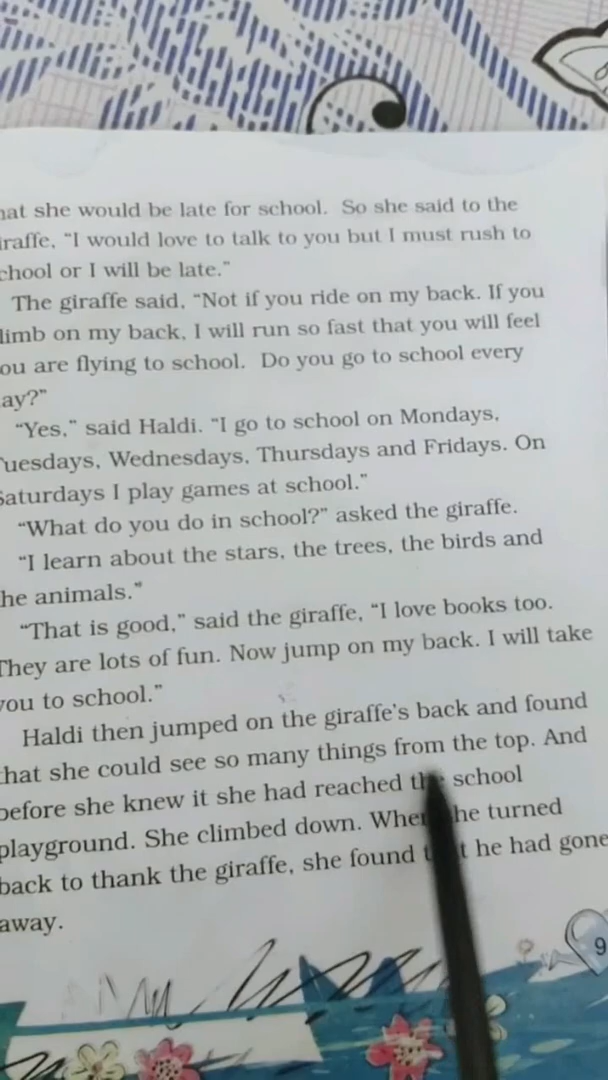 hat she would be late for school. So she said to the
iraffe, “I would love to talk to you but I must rush to
chool or I will be late.”
The giraffe said, “Not if you ride on my back. If you
limb on my back, I will run so fast that you will feel
ou are flying to school. Do you go to school every
ay?”
“Yes,” said Haldi. “I go to school on Mondays,
Tuesdays, Wednesdays, Thursdays and Fridays. On
Saturdays I play games at school.”
“What do you do in school?” asked the giraffe.
“I learn about the stars, the trees, the birds and
he animals.”
“That is good,” said the giraffe, “I love books too.
They are lots of fun. Now jump on my back. I will take
you to school.”
Haldi then jumped on the giraffe’s back and found
that she could see so many things from the top. And
before she knew it she had reached the school
playground. She climbed down. When she turned
back to thank the giraffe, she found that he had gone
away.
9